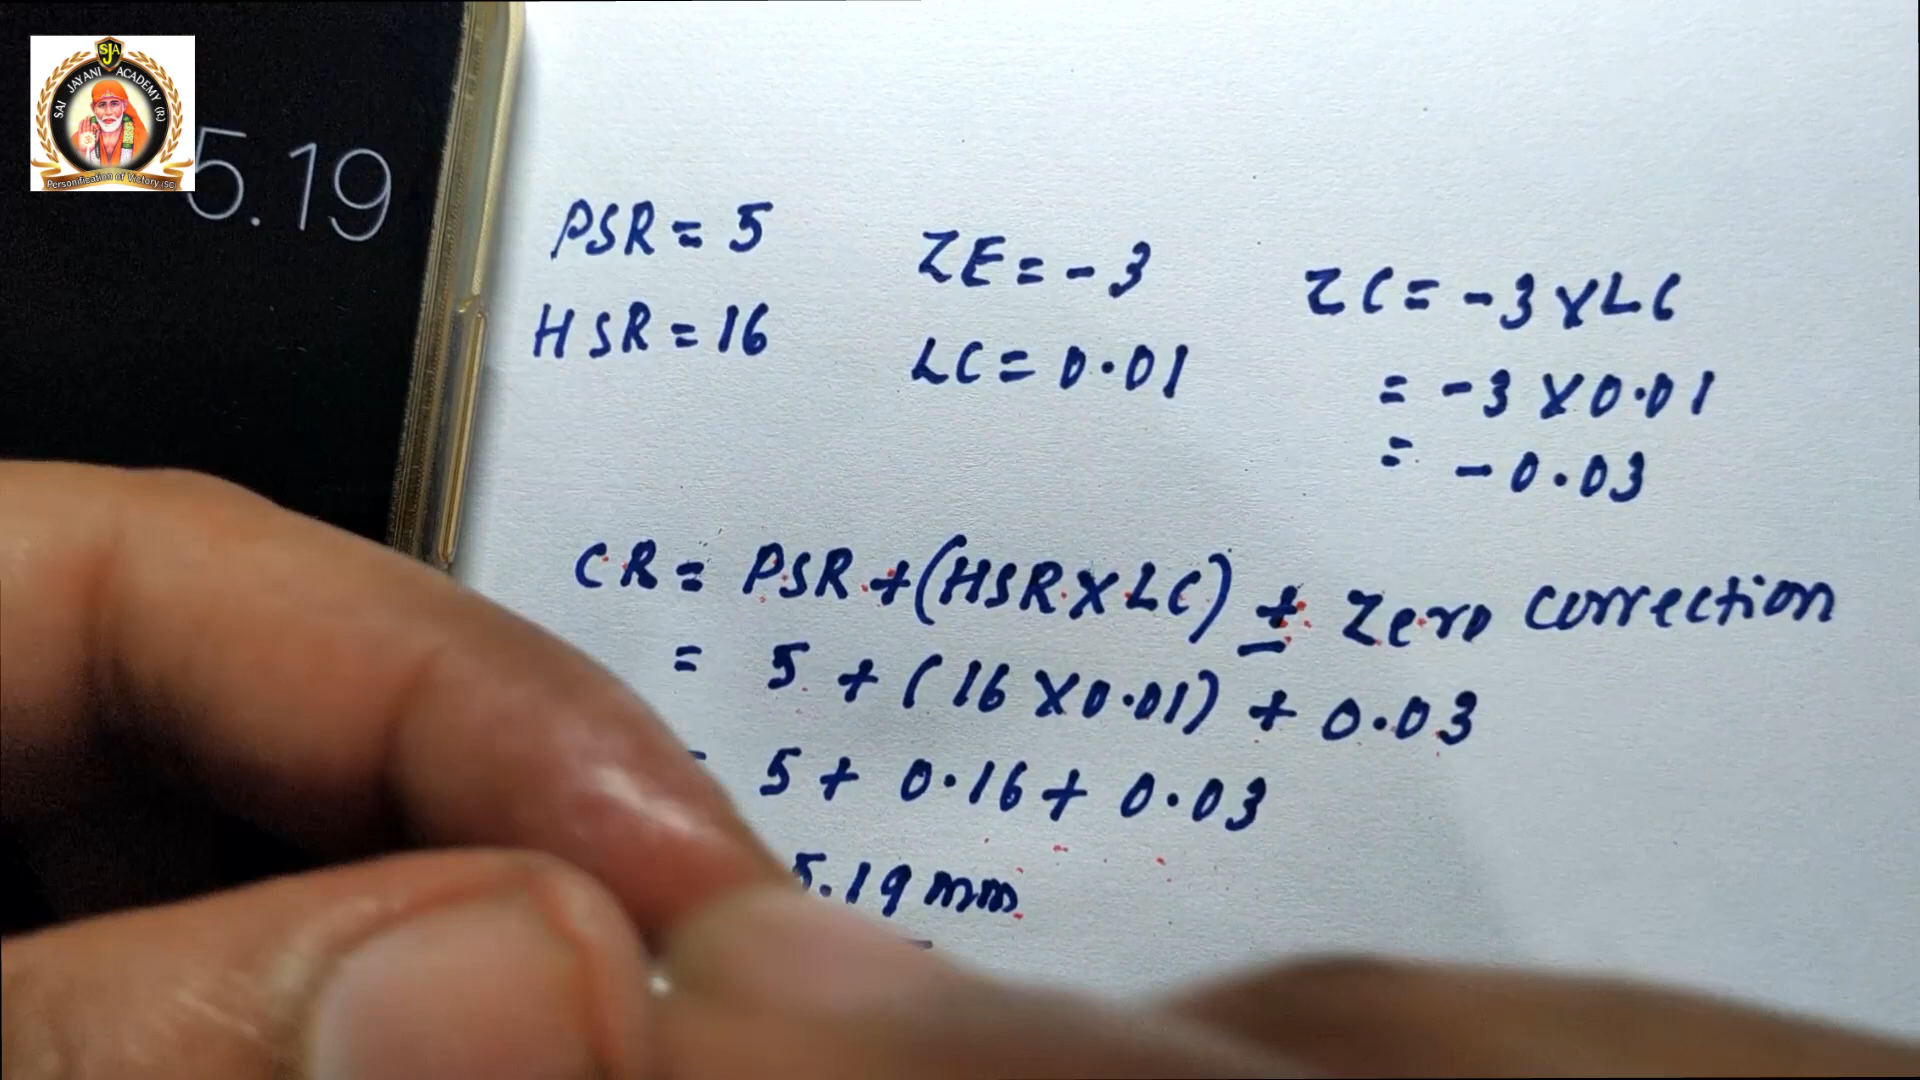 SJA
SAI JAYANI ACADEMY (R)
Personification of Victory (SC)
5.19
PSR = 5
HSR = 16
ZE = -3
LC = 0.01
ZC = -3 × LC
= -3 × 0.01
= -0.03
CR = PSR + (HSR × LC) ± Zero correction
= 5 + (16 × 0.01) + 0.03
= 5 + 0.16 + 0.03
5.19 mm